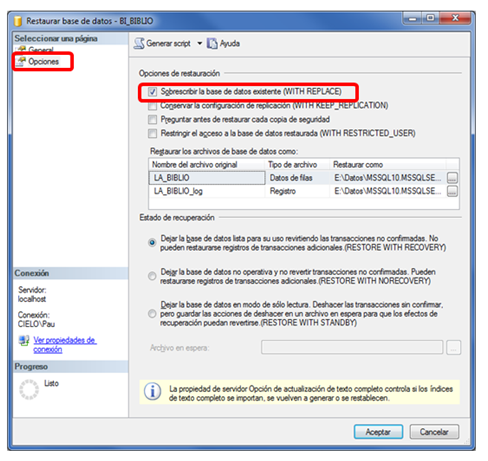 Restaurar base de datos - BI_BIBLIO
Seleccionar una página
General
Opciones
Generar script
Ayuda
Opciones de restauración
Sobrescribir la base de datos existente (WITH REPLACE)
Conservar la configuración de replicación (WITH KEEP_REPLICATION)
Preguntar antes de restaurar cada copia de seguridad
Restringir el acceso a la base de datos restaurada (WITH RESTRICTED_USER)
Restaurar los archivos de base de datos como:
Nombre del archivo original Tipo de archivo Restaurar como
LA_BIBLIO Datos de filas E:\Datos\MSSQL10.MSSQLSE... ...
LA_BIBLIO_log Registro E:\Datos\MSSQL10.MSSQLSE... ...
Estado de recuperación
Dejar la base de datos lista para su uso revirtiendo las transacciones no confirmadas. No
pueden restaurarse registros de transacciones adicionales.(RESTORE WITH RECOVERY)
Dejar la base de datos no operativa y no revertir transacciones no confirmadas. Pueden
restaurarse registros de transacciones adicionales.(RESTORE WITH NORECOVERY)
Dejar la base de datos en modo de sólo lectura. Deshacer las transacciones sin confirmar,
pero guardar las acciones de deshacer en un archivo en espera para que los efectos de
recuperación puedan revertirse.(RESTORE WITH STANDBY)
Archivo en espera: ...
Conexión
Servidor:
localhost
Conexión:
CIELO\Pau
Ver propiedades de
conexión
Progreso
Listo
La propiedad de servidor Opción de actualización de texto completo controla si los índices
de texto completo se importan, se vuelven a generar o se restablecen.
Aceptar
Cancelar